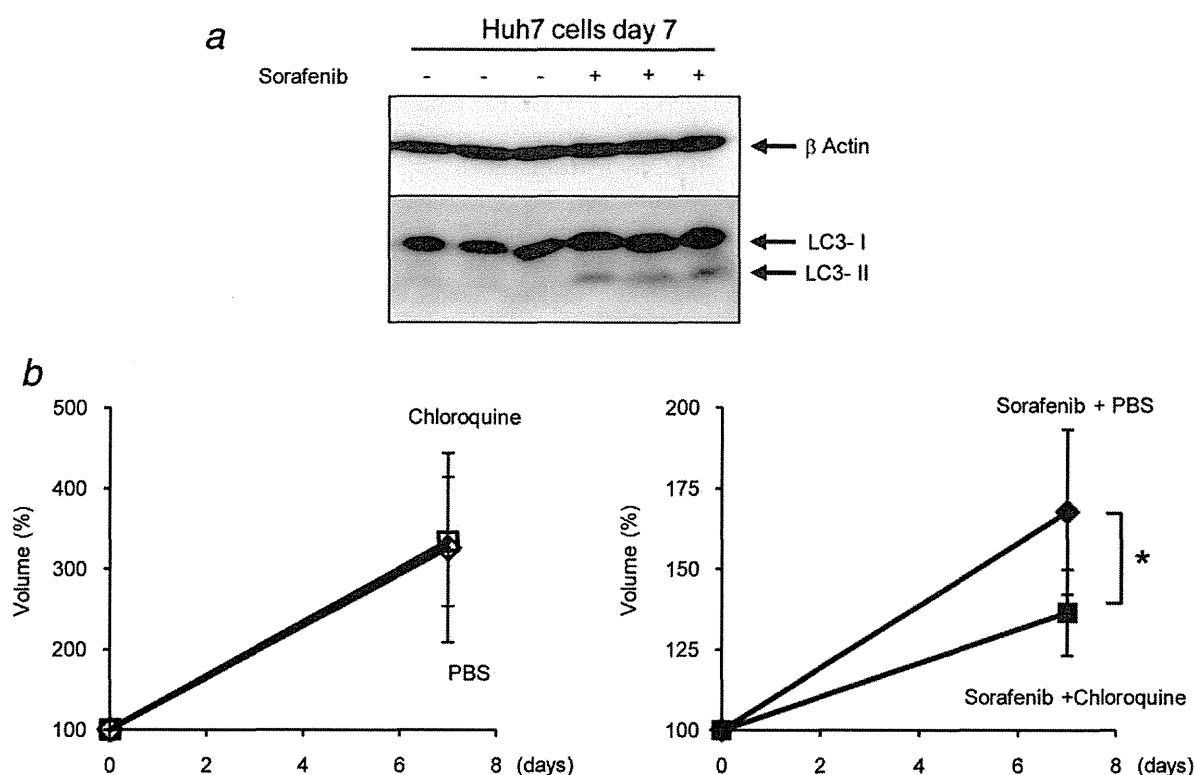 a
Huh7 cells day 7
Sorafenib - - - + + +
β Actin
LC3- I
LC3- II
b
500
400
300
200
100
Volume (%)
0 2 4 6 8 (days)
Chloroquine
PBS
200
175
150
125
100
Volume (%)
0 2 4 6 8 (days)
Sorafenib + PBS
*
Sorafenib +Chloroquine